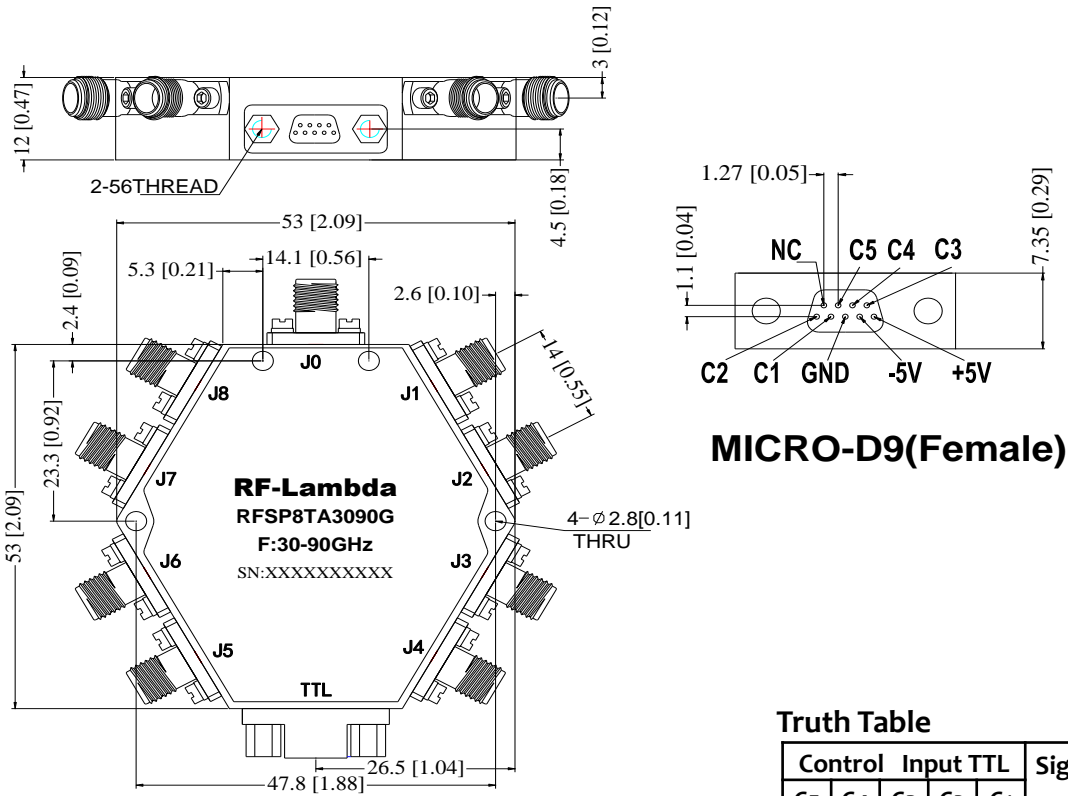 3 [0.12]
12 [0.47]
2-56THREAD
4.5 [0.18]
53 [2.09]
14.1 [0.56]
5.3 [0.21]
2.6 [0.10]
2.4 [0.09]
14 [0.55]
J0
J8
J1
23.3 [0.92]
J7
J2
RF-Lambda
RFSP8TA3090G
F:30-90GHz
SN:XXXXXXXXXX
4-Ø2.8[0.11]
THRU
53 [2.09]
J6
J3
J5
J4
TTL
26.5 [1.04]
47.8 [1.88]
1.27 [0.05]
1.1 [0.04]
7.35 [0.29]
NC C5 C4 C3
C2 C1 GND -5V +5V
MICRO-D9(Female)
Truth Table
Control Input TTL Sig